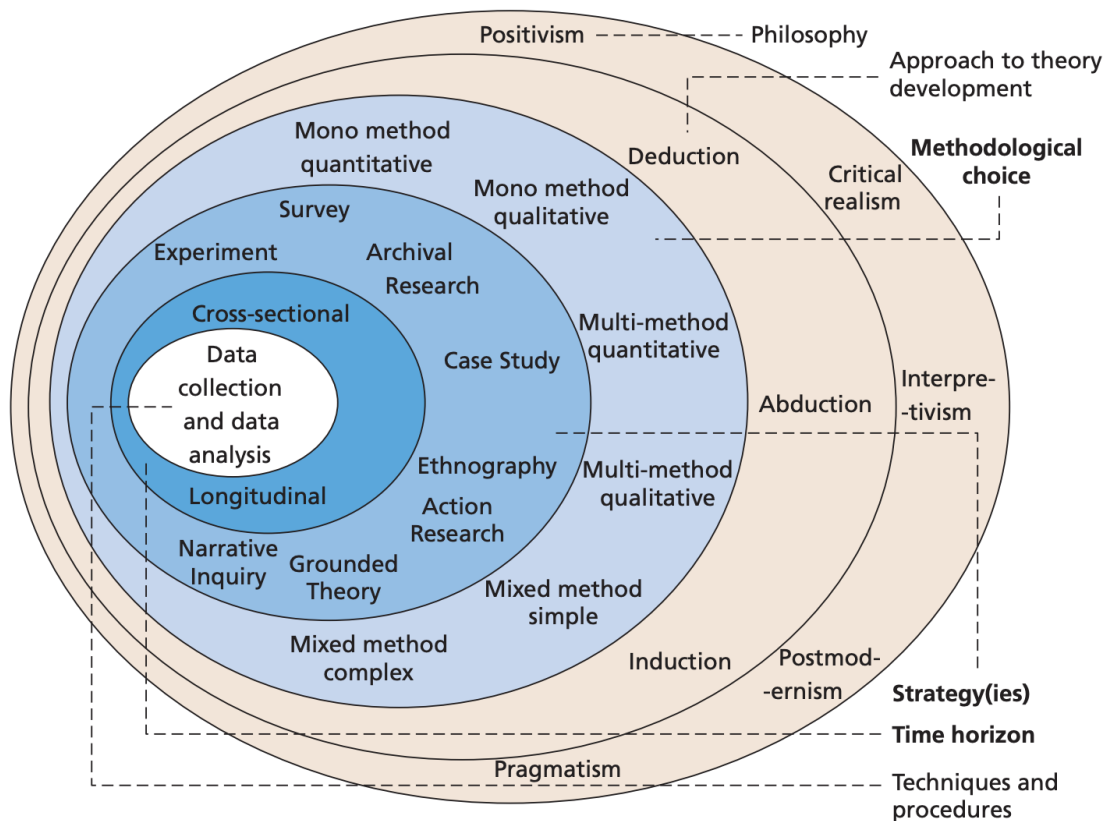 Positivism
Philosophy
Approach to theory
development
Mono method
quantitative
Deduction
Methodological
choice
Mono method
qualitative
Critical
realism
Survey
Experiment
Archival
Research
Cross-sectional
Multi-method
quantitative
Data
collection
and data
analysis
Case Study
Interpre-
-tivism
Abduction
Ethnography
Multi-method
qualitative
Longitudinal
Action
Research
Narrative
Inquiry
Grounded
Theory
Mixed method
simple
Mixed method
complex
Induction
Postmod-
-ernism
Strategy(ies)
Time horizon
Pragmatism
Techniques and
procedures